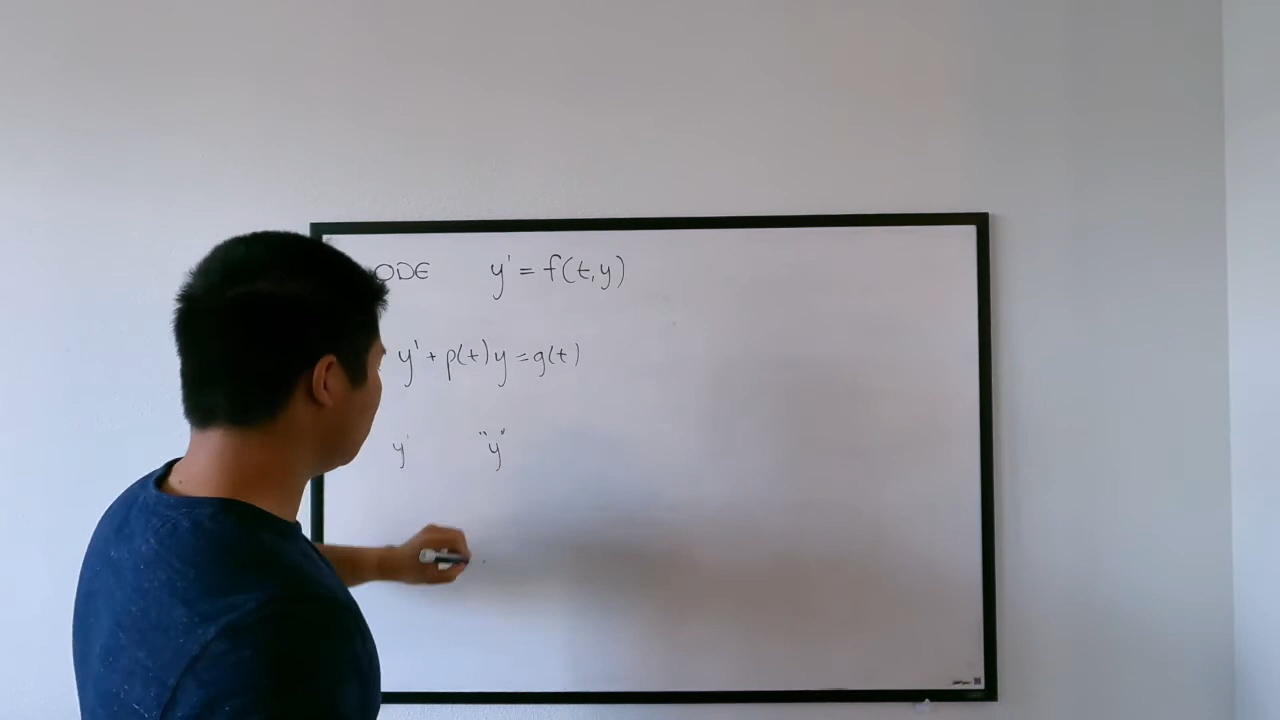 ODE y' = f(t,y)
y' + p(t)y = g(t)
y' "y"